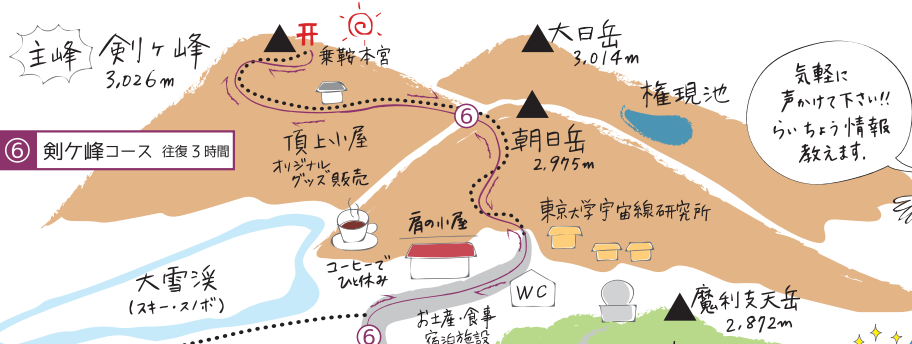 主峰
剣ヶ峰
3,026m
乗鞍本宮
大日岳
3,014m
権現池
気軽に
声かけて下さい!!
らいちょう情報
教えます.
⑥ 剣ケ峰コース 往復3時間
頂上小屋
オリジナル
グッズ販売
⑥
朝日岳
2,975m
東京大学宇宙線研究所
肩の小屋
コーヒーで
ひと休み
大雪渓
(スキー・スノボ)
WC
お土産・食事
宿泊施設
⑥
魔利支天岳
2,872m